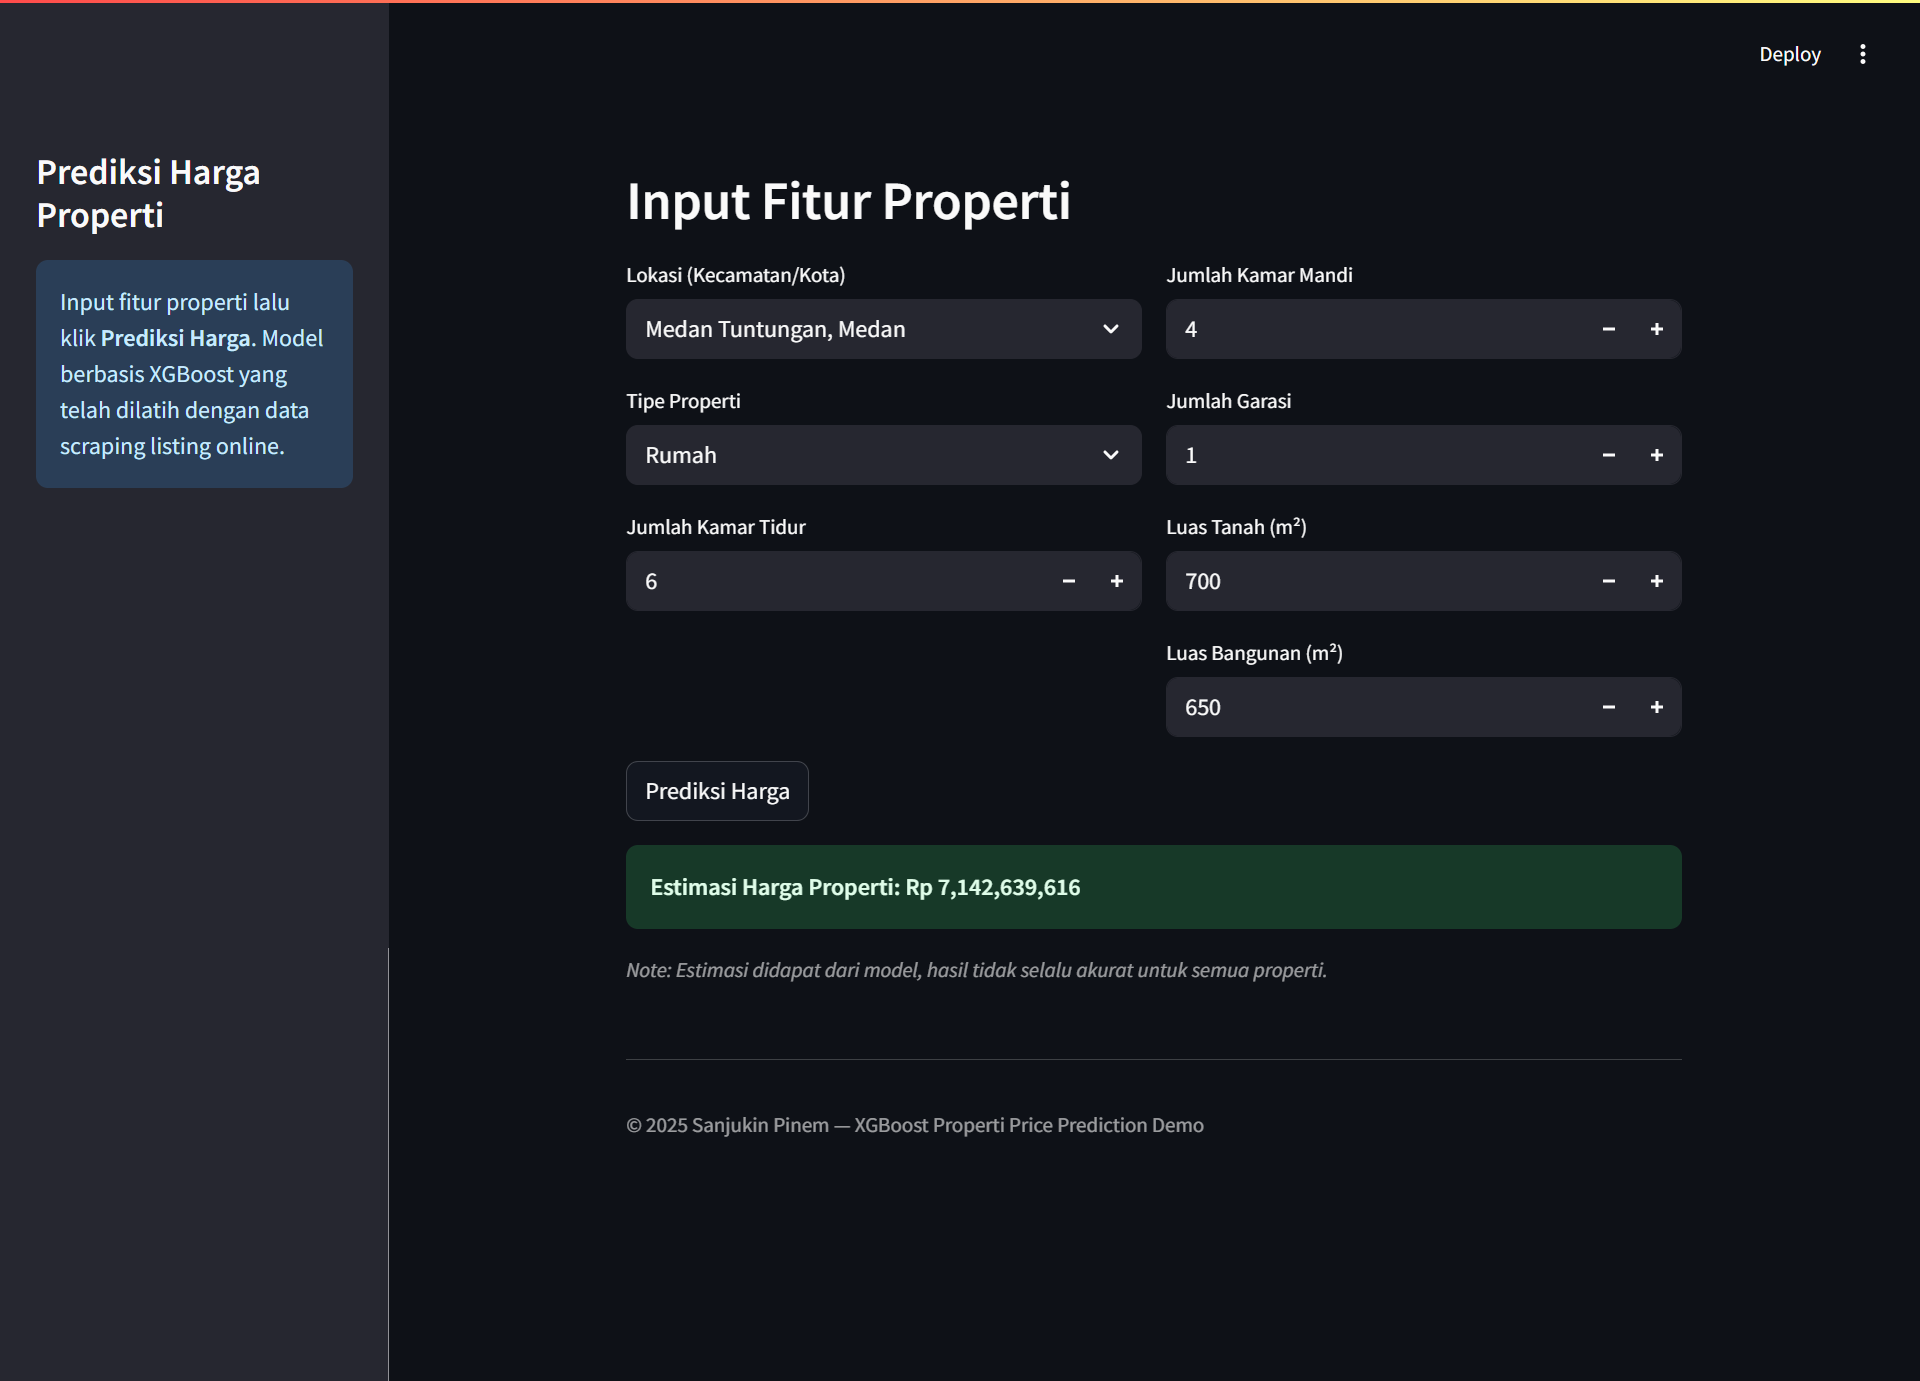 Deploy
Prediksi Harga
Properti
Input fitur properti lalu
klik Prediksi Harga. Model
berbasis XGBoost yang
telah dilatih dengan data
scraping listing online.
Input Fitur Properti
Lokasi (Kecamatan/Kota)
Medan Tuntungan, Medan
Tipe Properti
Rumah
Jumlah Kamar Tidur
6
Jumlah Kamar Mandi
4
Jumlah Garasi
1
Luas Tanah (m²)
700
Luas Bangunan (m²)
650
Prediksi Harga
Estimasi Harga Properti: Rp 7,142,639,616
Note: Estimasi didapat dari model, hasil tidak selalu akurat untuk semua properti.
© 2025 Sanjukin Pinem — XGBoost Properti Price Prediction Demo